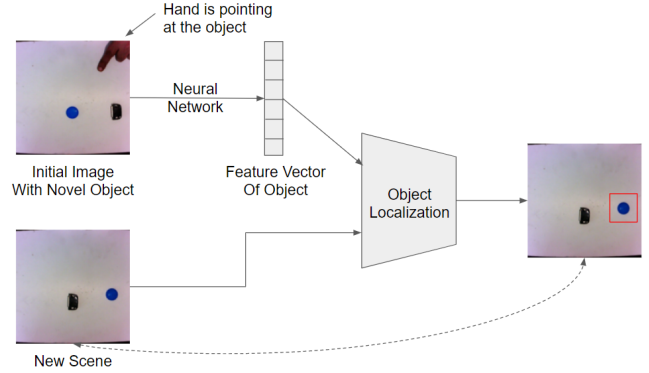 Hand is pointing
at the object
Neural
Network
Initial Image
With Novel Object
Feature Vector
Of Object
Object
Localization
New Scene